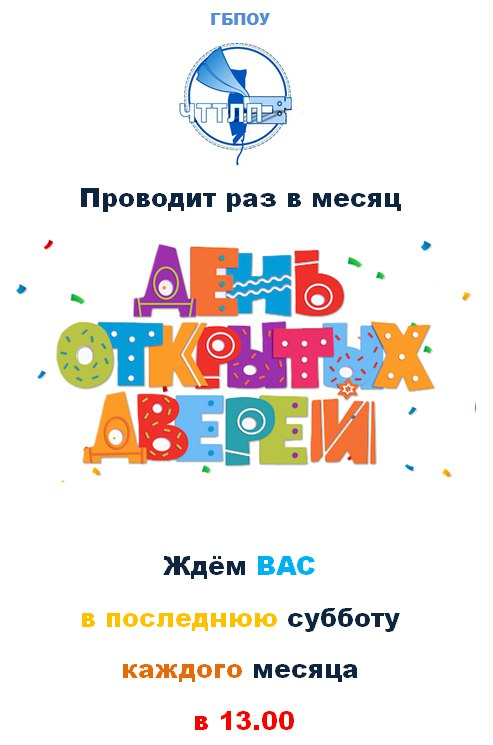 ГБПОУ
ЧТТЛП
Проводит раз в месяц
ДЕНЬ
ОТКРЫТЫХ
ДВЕРЕЙ
Ждём ВАС
в последнюю субботу
каждого месяца
в 13.00